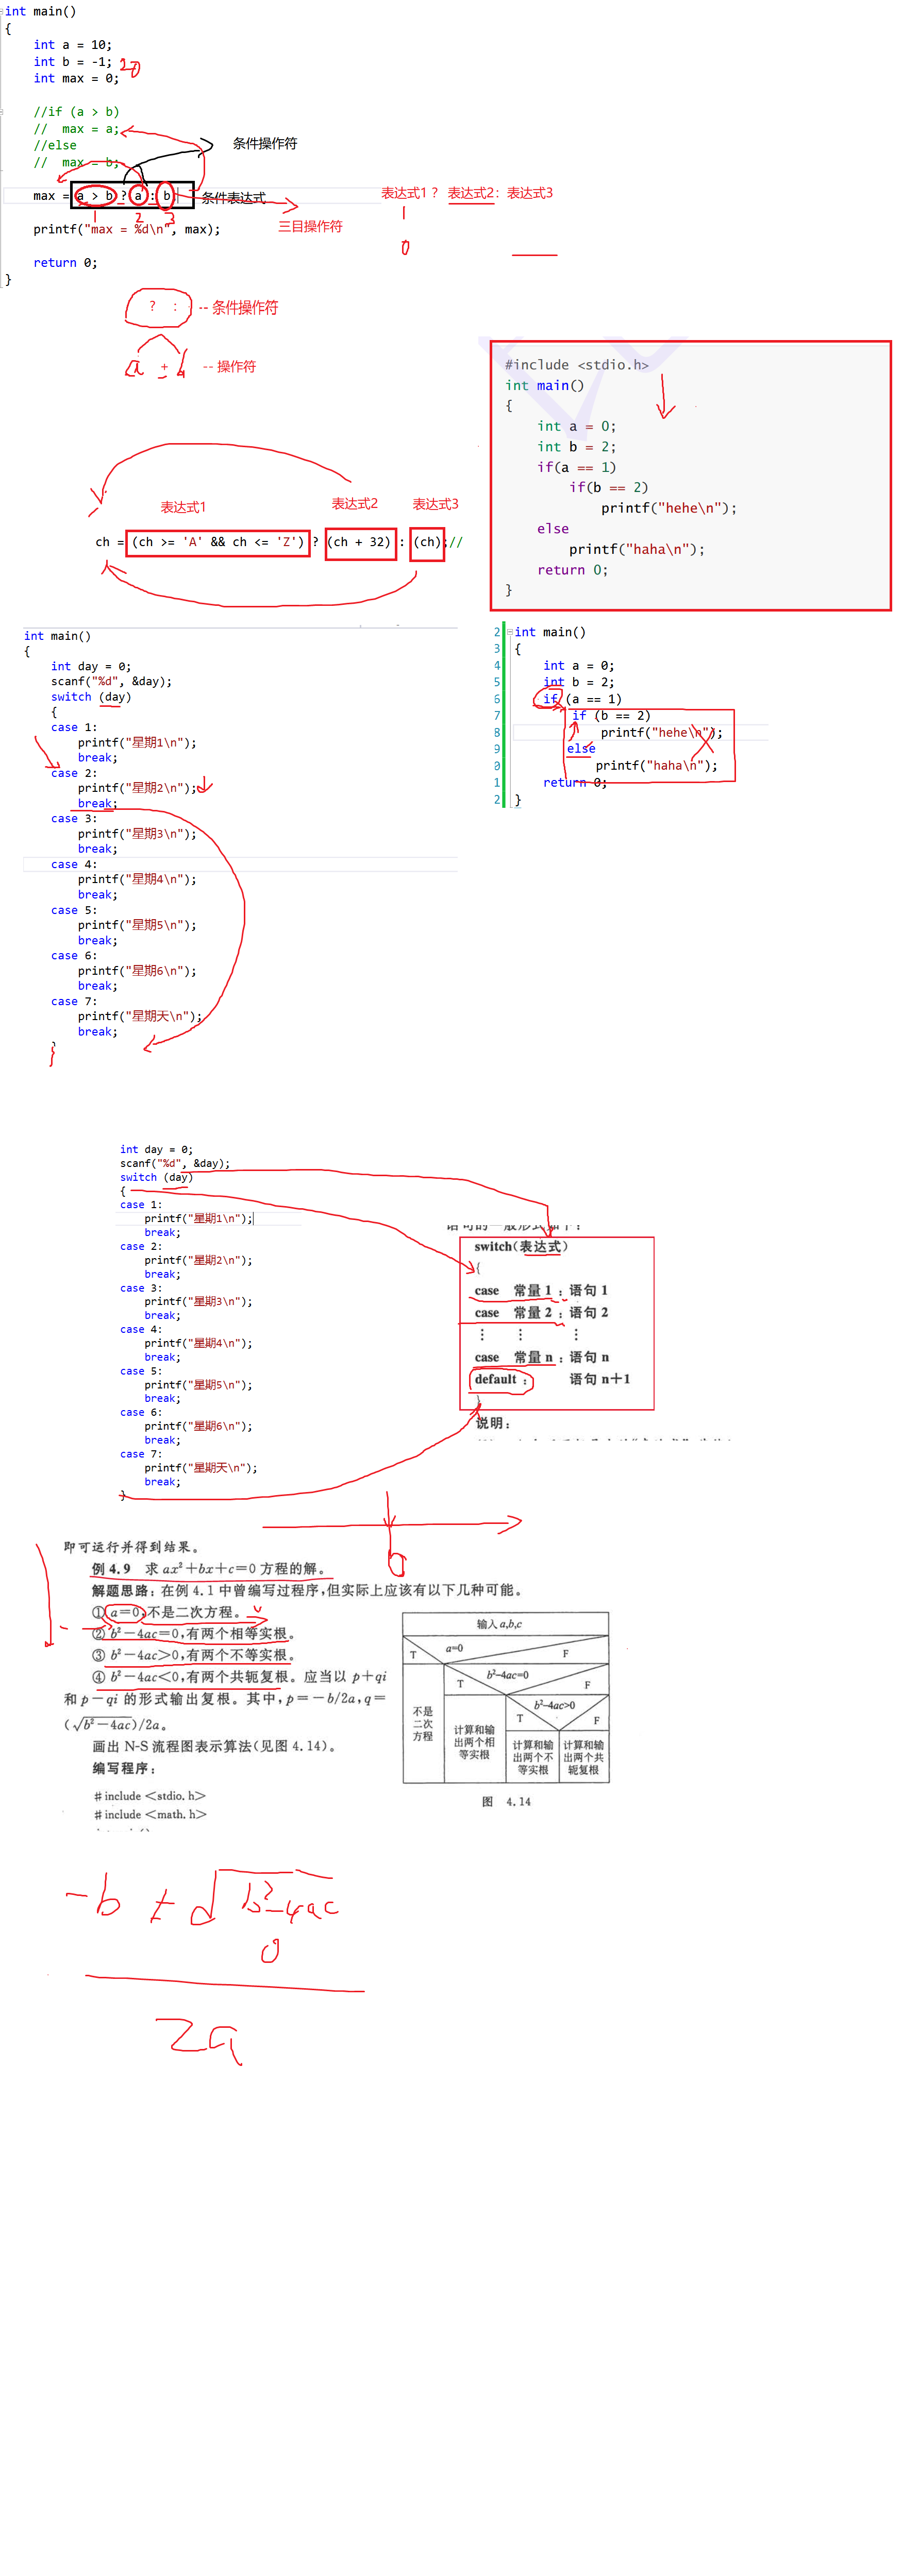 int main()
{
int a = 10;
int b = -1; 20
int max = 0;
//if (a > b)
//  max = a;
//else
//  max = b;
条件操作符
max = a > b ? a : b
条件表达式
表达式1 ? 表达式2: 表达式3
1 2 3
1
三目操作符
0
printf("max = %d\n", max);
return 0;
}
? : -- 条件操作符
a + b -- 操作符
#include <stdio.h>
int main()
{
int a = 0;
int b = 2;
if(a == 1)
if(b == 2)
printf("hehe\n");
else
printf("haha\n");
return 0;
}
表达式1 表达式2 表达式3
ch = (ch >= 'A' && ch <= 'Z') ? (ch + 32) : (ch);//
int main()
{
int day = 0;
scanf("%d", &day);
switch (day)
{
case 1:
printf("星期1\n");
break;
case 2:
printf("星期2\n");
break;
case 3:
printf("星期3\n");
break;
case 4:
printf("星期4\n");
break;
case 5:
printf("星期5\n");
break;
case 6:
printf("星期6\n");
break;
case 7:
printf("星期天\n");
break;
}
2 int main()
3 {
4 int a = 0;
5 int b = 2;
6 if (a == 1)
7 if (b == 2)
8 printf("hehe\n");
9 else
0 printf("haha\n");
1 return 0;
2 }
int day = 0;
scanf("%d", &day);
switch (day)
{
case 1:
printf("星期1\n");
break;
case 2:
printf("星期2\n");
break;
case 3:
printf("星期3\n");
break;
case 4:
printf("星期4\n");
break;
case 5:
printf("星期5\n");
break;
case 6:
printf("星期6\n");
break;
case 7:
printf("星期天\n");
break;
}
语句的一般形式如下:
switch(表达式)
{
case 常量 1 : 语句 1
case 常量 2 : 语句 2
⋮ ⋮ ⋮
case 常量 n : 语句 n
default : 语句 n+1
}
说明:
0
即可运行并得到结果。
例 4.9 求 ax²+bx+c=0 方程的解。
解题思路: 在例 4.1 中曾编写过程序,但实际上应该有以下几种可能。
① a=0,不是二次方程。
② b²-4ac=0,有两个相等实根。
③ b²-4ac>0,有两个不等实根。
④ b²-4ac<0,有两个共轭复根。应当以 p+qi
和 p-qi 的形式输出复根。其中,p=-b/2a,q=
(√b²-4ac)/2a。
画出 N-S 流程图表示算法(见图 4.14)。
编写程序:
#include <stdio.h>
#include <math.h>
输入 a,b,c
a=0
T F
b²-4ac=0
T F
b²-4ac>0
T F
不是二次方程
计算和输出两个相等实根
计算和输出两个不等实根
计算和输出两个共轭复根
图 4.14
-b ± √b²-4ac
0
2a